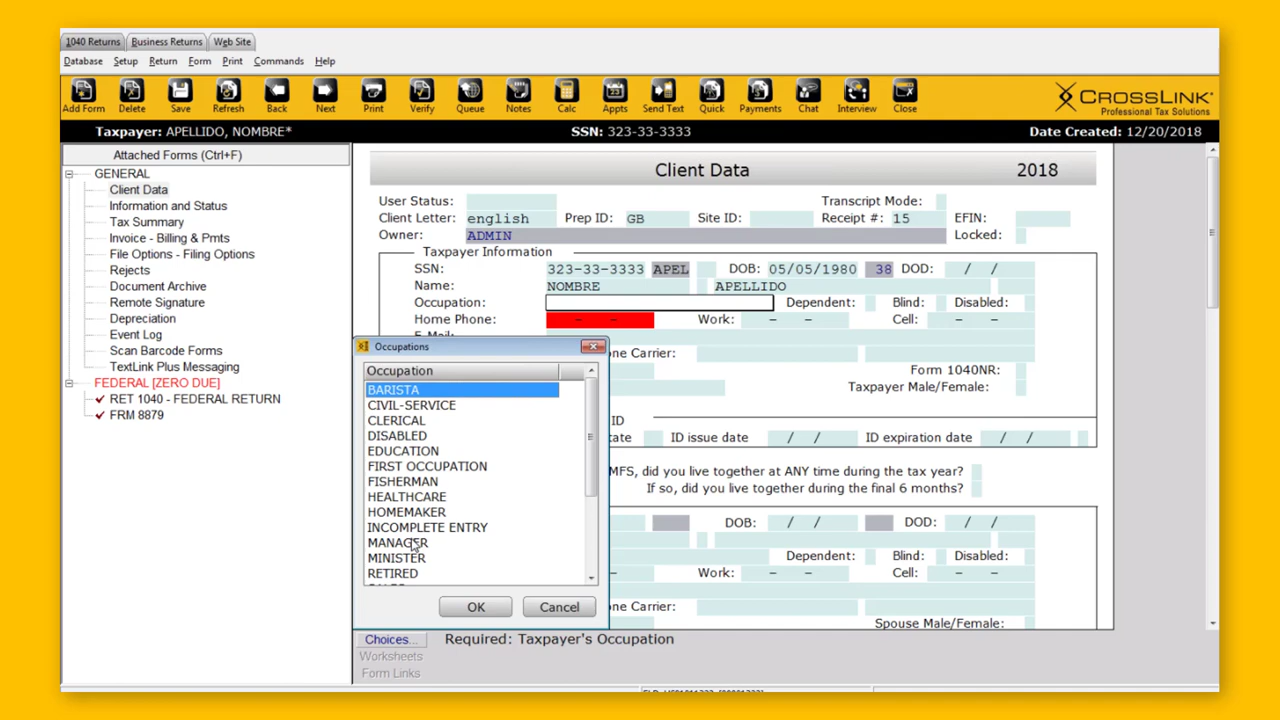 1040 Returns Business Returns Web Site
Database Setup Return Form Print Commands Help
Add Form Delete Save Refresh Back Next Print Verify Queue Notes Calc Appts Send Text Quick Payments Chat Interview Close
CROSSLINK
Professional Tax Solutions
Taxpayer: APELLIDO, NOMBRE* SSN: 323-33-3333 Date Created: 12/20/2018
Attached Forms (Ctrl+F)
GENERAL
Client Data
Information and Status
Tax Summary
Invoice - Billing & Pmts
File Options - Filing Options
Rejects
Document Archive
Remote Signature
Depreciation
Event Log
Scan Barcode Forms
TextLink Plus Messaging
FEDERAL [ZERO DUE]
RET 1040 - FEDERAL RETURN
FRM 8879
Client Data 2018
User Status: Transcript Mode:
Client Letter: english Prep ID: GB Site ID: Receipt #: 15 EFIN:
Owner: ADMIN Locked:
Taxpayer Information
SSN: 323-33-3333 APEL DOB: 05/05/1980 38 DOD: / /
Name: NOMBRE APELLIDO
Occupation: Dependent: Blind: Disabled:
Home Phone: - - Work: - - Cell: - -
one Carrier:
Form 1040NR:
Taxpayer Male/Female:
ID
tate ID issue date / / ID expiration date / /
MFS, did you live together at ANY time during the tax year?
If so, did you live together during the final 6 months?
DOB: / / DOD: / /
Dependent: Blind: Disabled:
Work: - - Cell: - -
one Carrier:
Spouse Male/Female:
Occupations
Occupation
BARISTA
CIVIL-SERVICE
CLERICAL
DISABLED
EDUCATION
FIRST OCCUPATION
FISHERMAN
HEALTHCARE
HOMEMAKER
INCOMPLETE ENTRY
MANAGER
MINISTER
RETIRED
OK Cancel
Choices... Required: Taxpayer's Occupation
Worksheets
Form Links